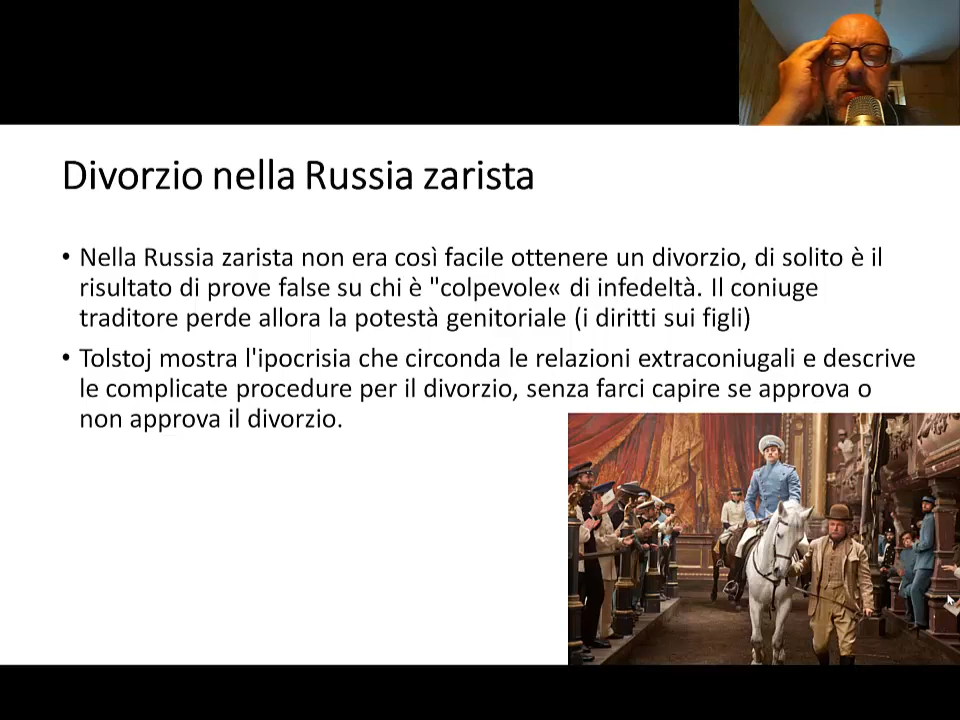 Divorzio nella Russia zarista
• Nella Russia zarista non era così facile ottenere un divorzio, di solito è il
risultato di prove false su chi è "colpevole« di infedeltà. Il coniuge
traditore perde allora la potestà genitoriale (i diritti sui figli)
• Tolstoj mostra l'ipocrisia che circonda le relazioni extraconiugali e descrive
le complicate procedure per il divorzio, senza farci capire se approva o
non approva il divorzio.